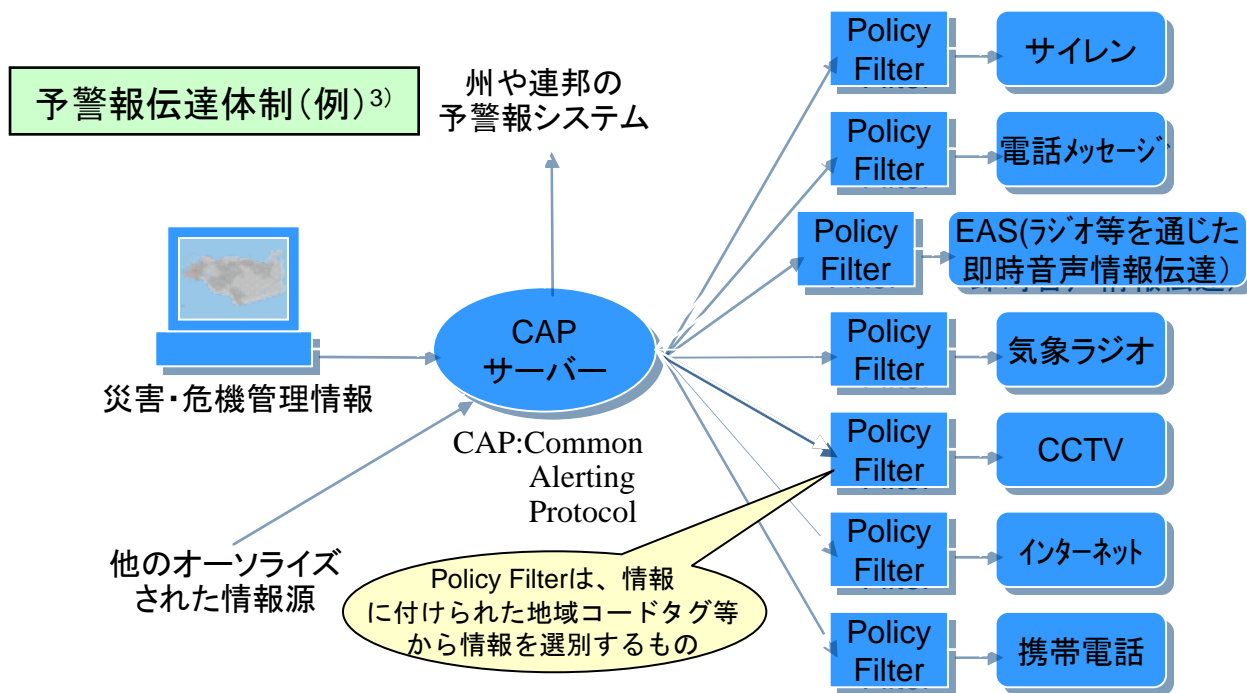 予警報伝達体制(例)3)
州や連邦の
予警報システム
災害・危機管理情報
他のオーソライズ
された情報源
CAP
サーバー
CAP:Common
Alerting
Protocol
Policy Filterは、情報
に付けられた地域コードタグ等
から情報を選別するもの
Policy
Filter
サイレン
Policy
Filter
電話メッセージ
Policy
Filter
EAS(ラジオ等を通じた
即時音声情報伝達)
Policy
Filter
気象ラジオ
Policy
Filter
CCTV
Policy
Filter
インターネット
Policy
Filter
携帯電話